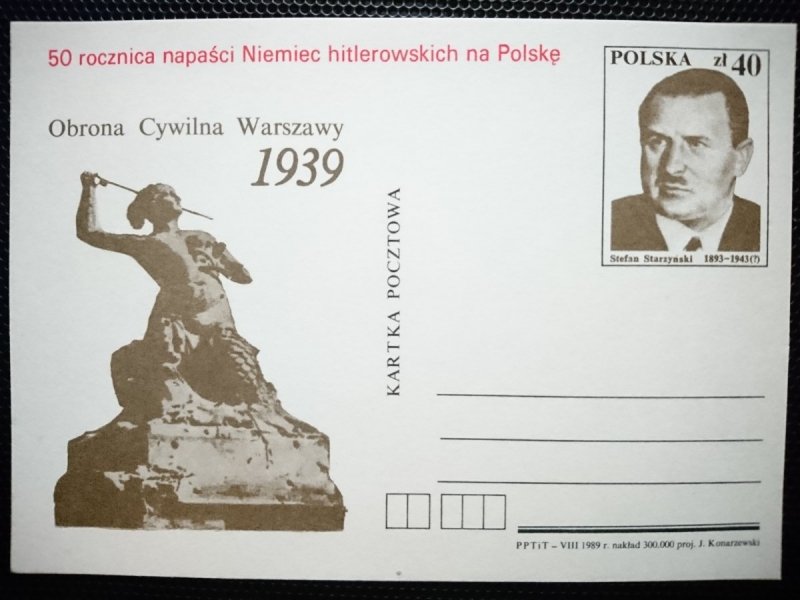 50 rocznica napaści Niemiec hitlerowskich na Polskę
POLSKA zł 40
Obrona Cywilna Warszawy
1939
Stefan Starzyński 1893-1943(?)
KARTKA POCZTOWA
PPTiT – VIII 1989 r. nakład 300.000 proj. J. Konarzewski